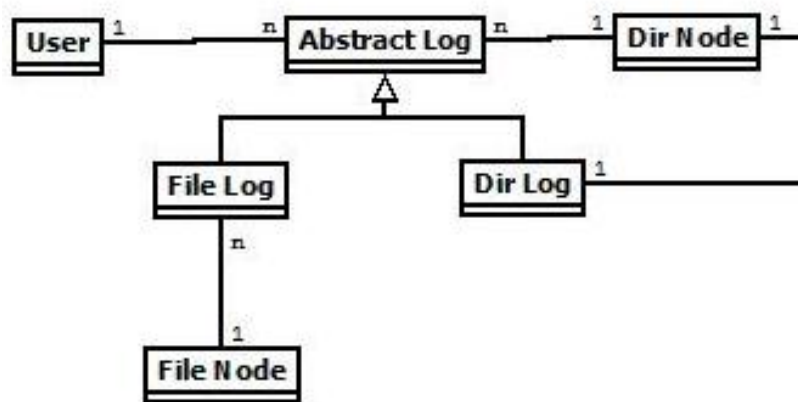 User 1 n Abstract Log n 1 Dir Node 1
File Log Dir Log 1
n
1
File Node